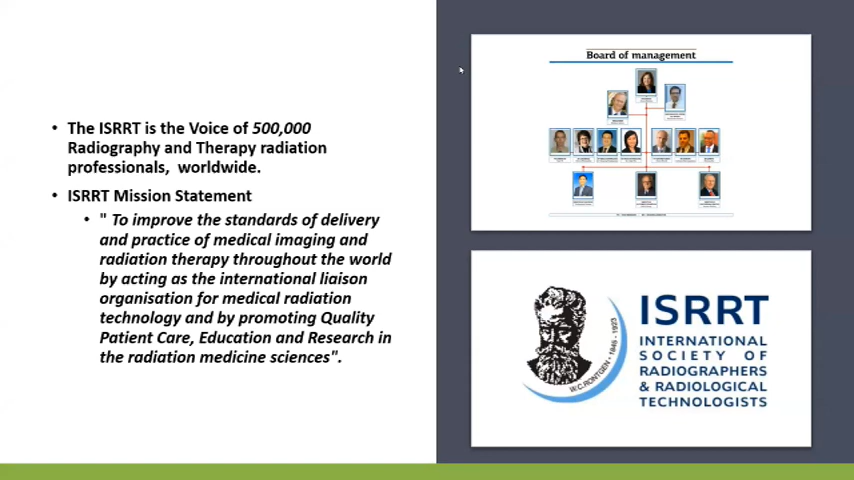 • The ISRRT is the Voice of 500,000
Radiography and Therapy radiation
professionals, worldwide.
• ISRRT Mission Statement
• " To improve the standards of delivery
and practice of medical imaging and
radiation therapy throughout the world
by acting as the international liaison
organisation for medical radiation
technology and by promoting Quality
Patient Care, Education and Research in
the radiation medicine sciences".
Board of management
W.C.RÖNTGEN • 1845 - 1923
ISRRT
INTERNATIONAL
SOCIETY OF
RADIOGRAPHERS
& RADIOLOGICAL
TECHNOLOGISTS